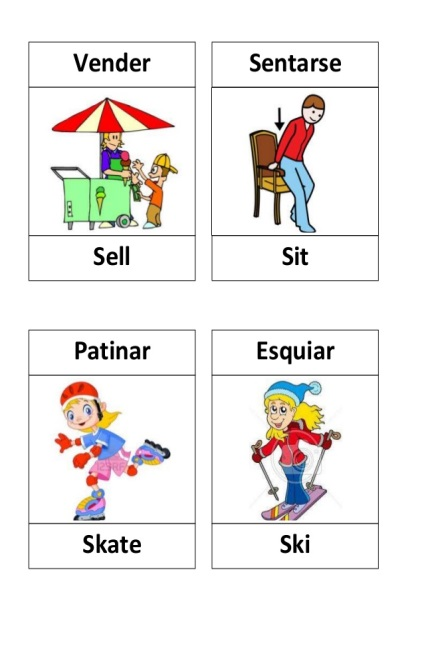 Vender
Sentarse
Sell
Sit
Patinar
Esquiar
Skate
Ski